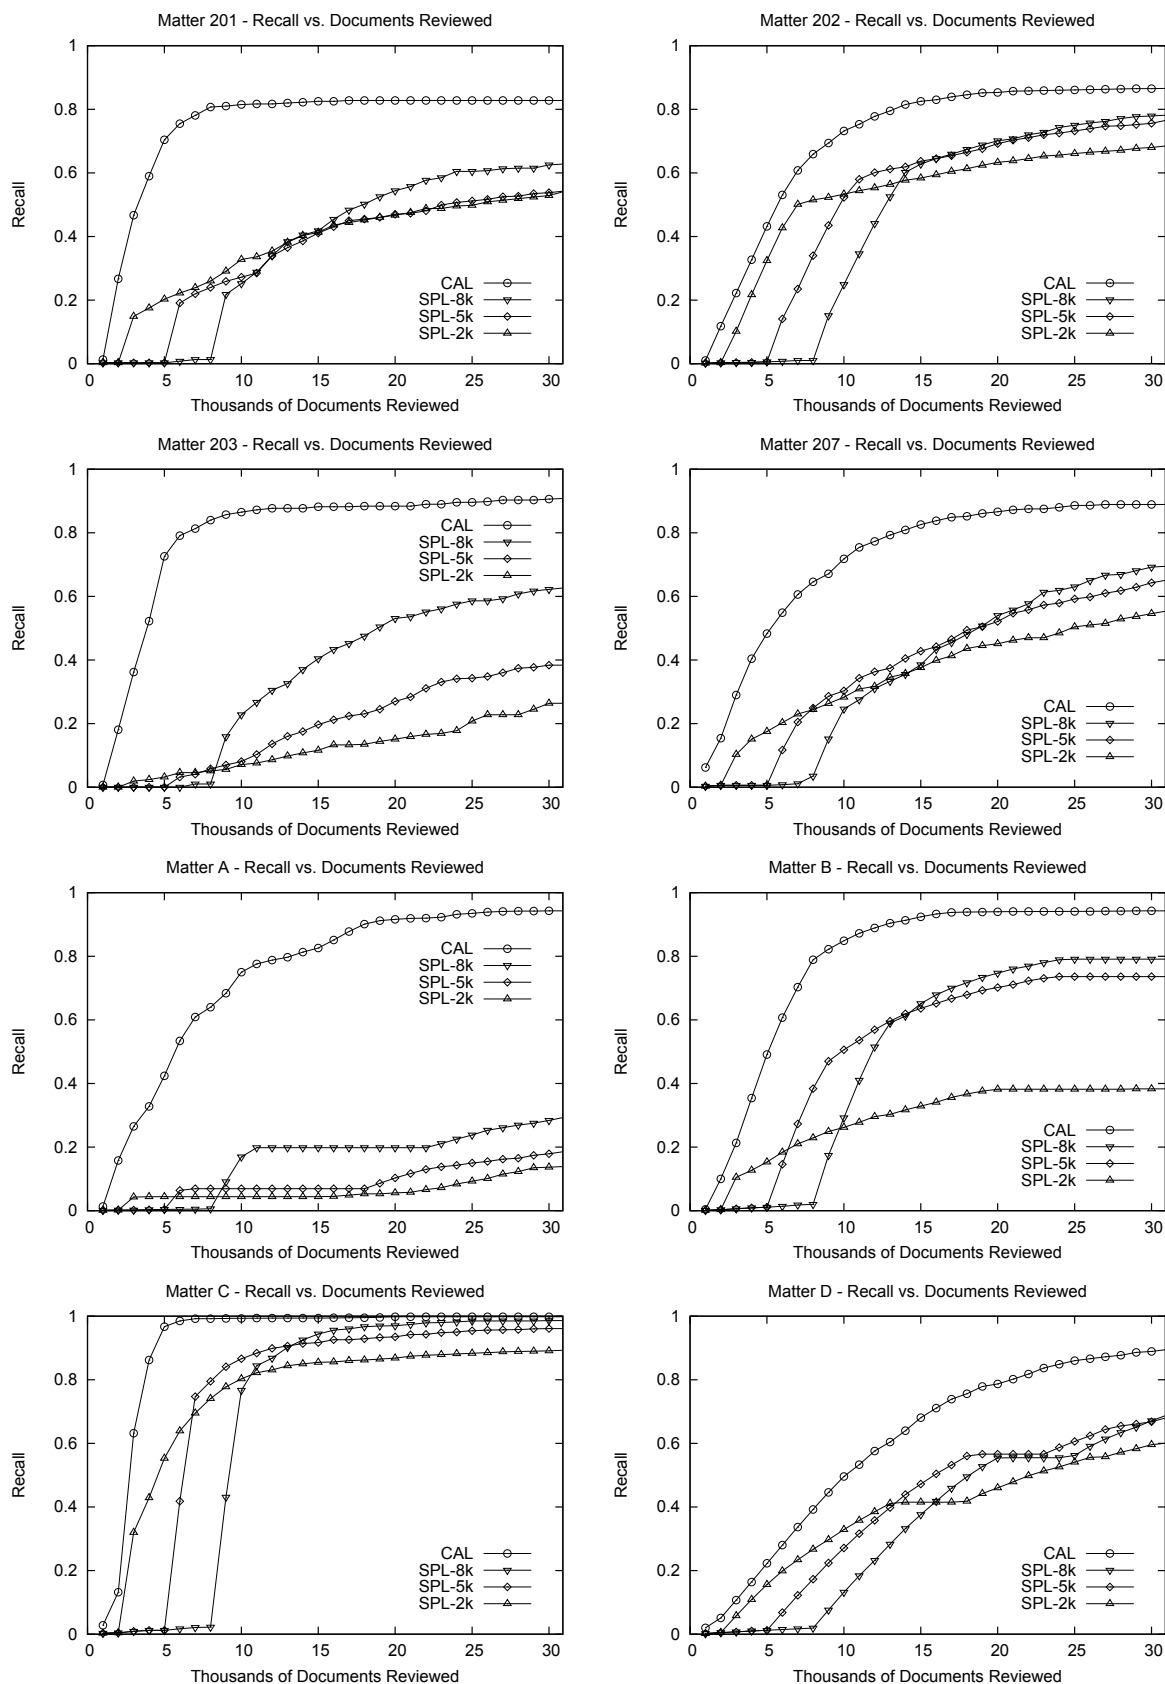 Matter 201 - Recall vs. Documents Reviewed
Recall
1
0.8
0.6
0.4
0.2
0
CAL
SPL-8k
SPL-5k
SPL-2k
0 5 10 15 20 25 30
Thousands of Documents Reviewed
Matter 202 - Recall vs. Documents Reviewed
Recall
1
0.8
0.6
0.4
0.2
0
CAL
SPL-8k
SPL-5k
SPL-2k
0 5 10 15 20 25 30
Thousands of Documents Reviewed
Matter 203 - Recall vs. Documents Reviewed
Recall
1
0.8
0.6
0.4
0.2
0
CAL
SPL-8k
SPL-5k
SPL-2k
0 5 10 15 20 25 30
Thousands of Documents Reviewed
Matter 207 - Recall vs. Documents Reviewed
Recall
1
0.8
0.6
0.4
0.2
0
CAL
SPL-8k
SPL-5k
SPL-2k
0 5 10 15 20 25 30
Thousands of Documents Reviewed
Matter A - Recall vs. Documents Reviewed
Recall
1
0.8
0.6
0.4
0.2
0
CAL
SPL-8k
SPL-5k
SPL-2k
0 5 10 15 20 25 30
Thousands of Documents Reviewed
Matter B - Recall vs. Documents Reviewed
Recall
1
0.8
0.6
0.4
0.2
0
CAL
SPL-8k
SPL-5k
SPL-2k
0 5 10 15 20 25 30
Thousands of Documents Reviewed
Matter C - Recall vs. Documents Reviewed
Recall
1
0.8
0.6
0.4
0.2
0
CAL
SPL-8k
SPL-5k
SPL-2k
0 5 10 15 20 25 30
Thousands of Documents Reviewed
Matter D - Recall vs. Documents Reviewed
Recall
1
0.8
0.6
0.4
0.2
0
CAL
SPL-8k
SPL-5k
SPL-2k
0 5 10 15 20 25 30
Thousands of Documents Reviewed